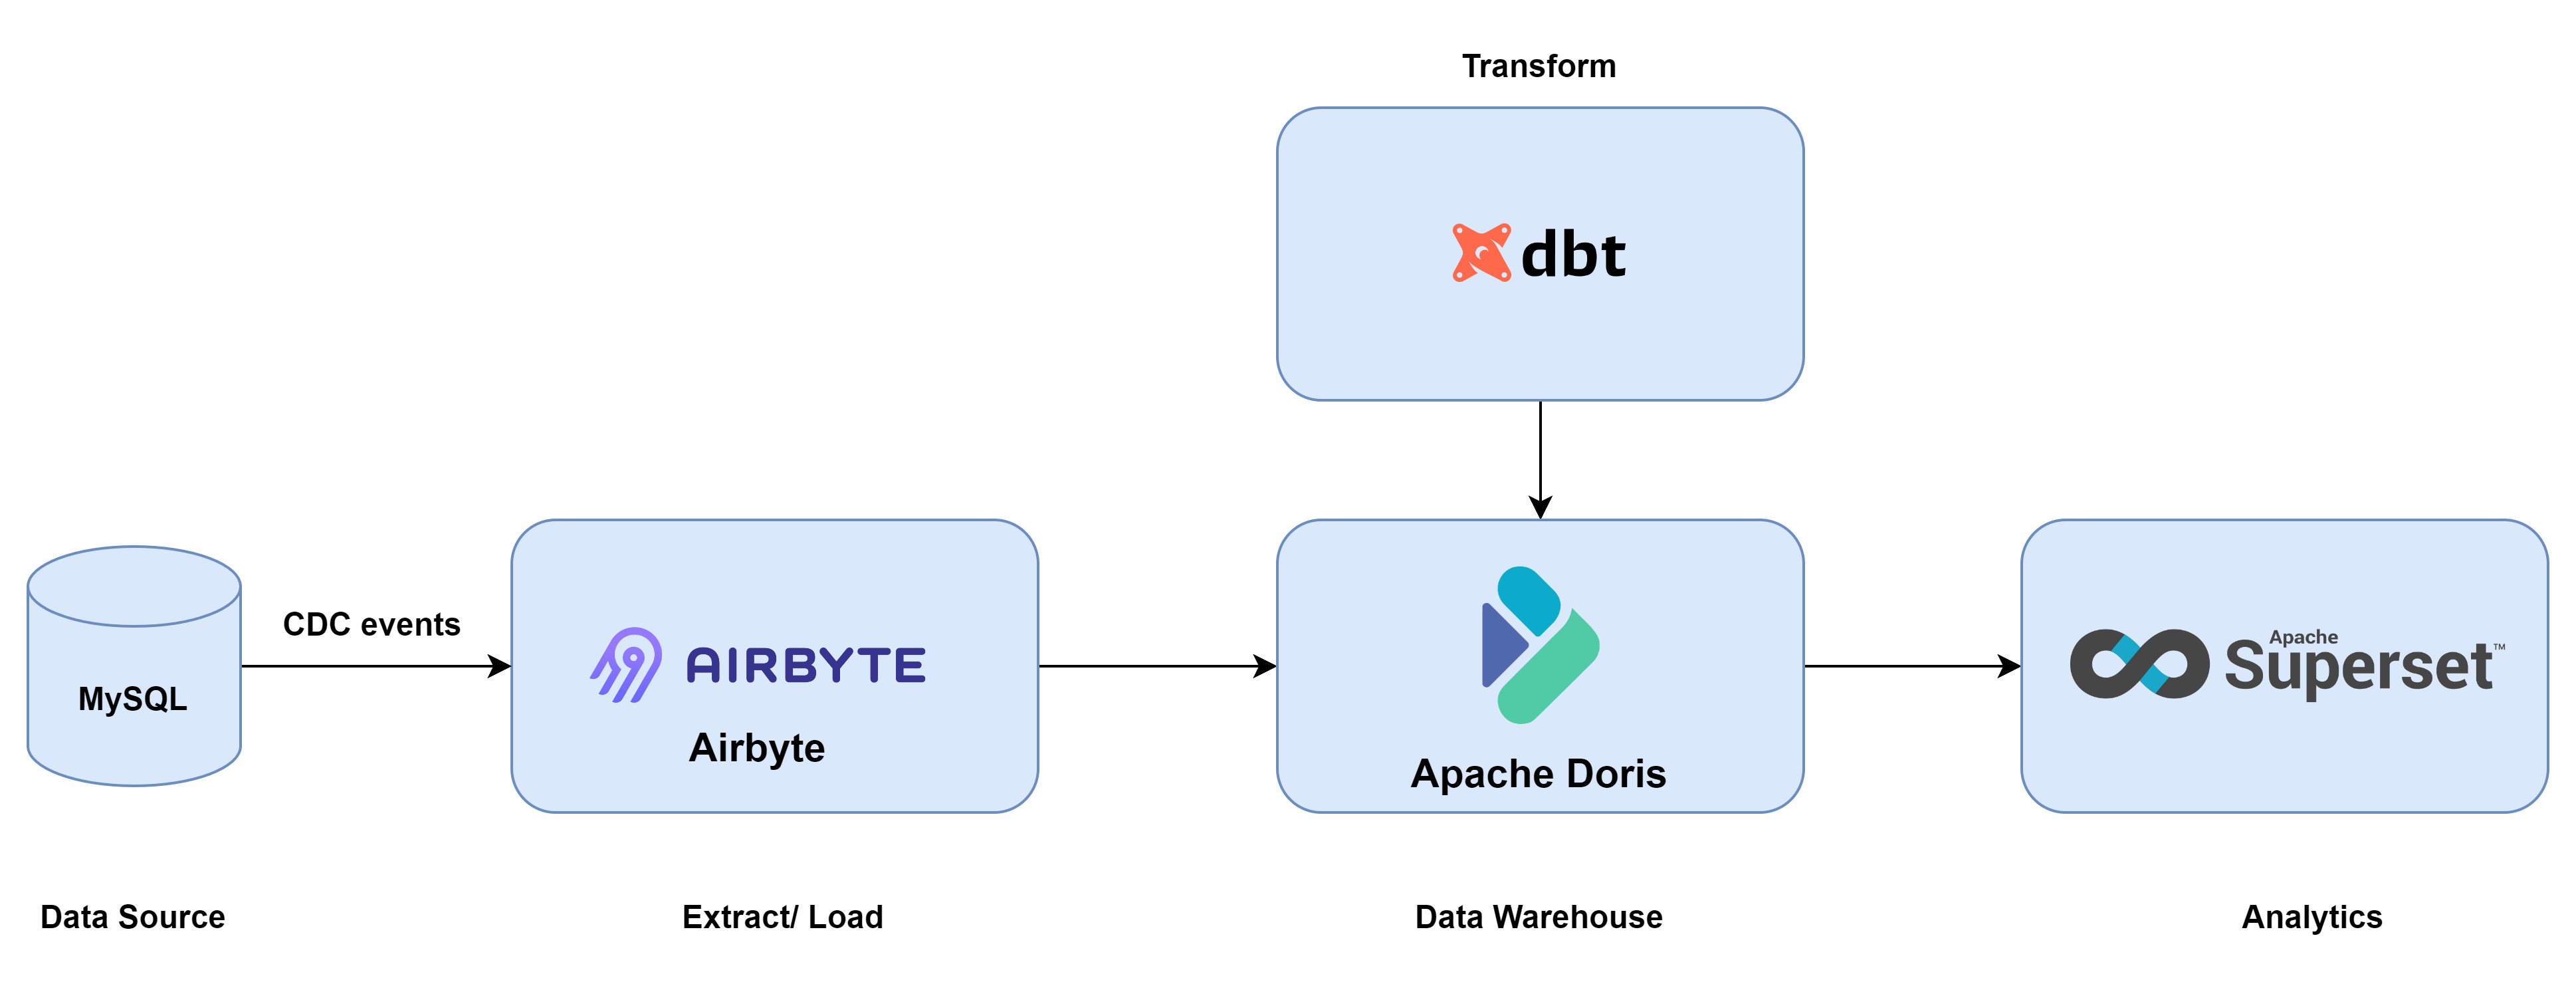 Transform
dbt
CDC events
MySQL
AIRBYTE
Airbyte
Apache Doris
Apache
Superset™
Data Source
Extract/ Load
Data Warehouse
Analytics